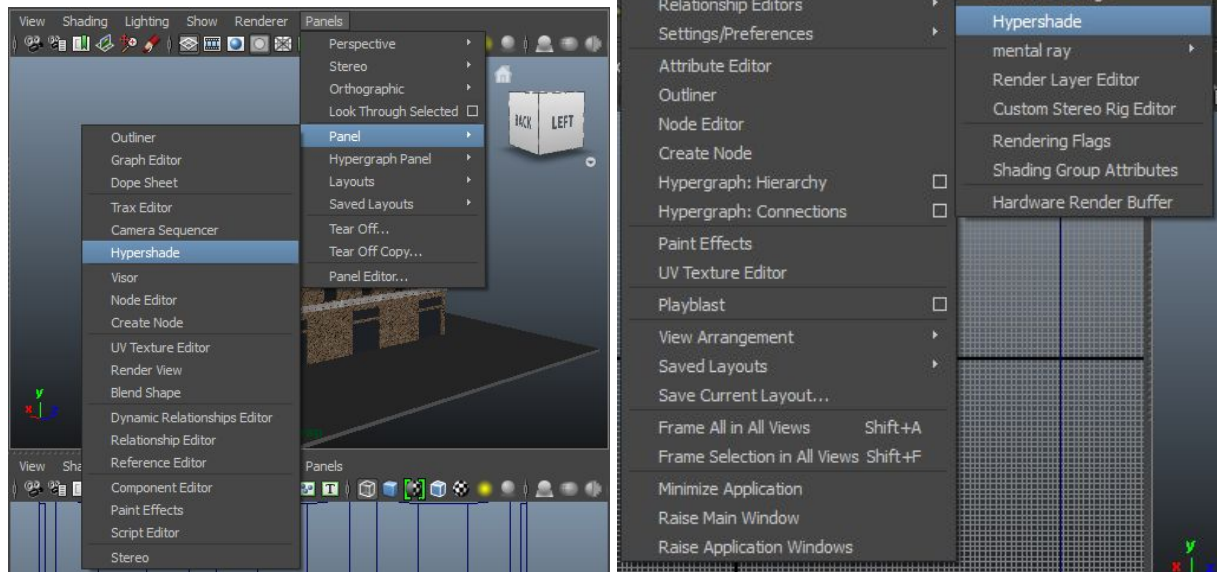 View Shading Lighting Show Renderer Panels
Perspective
Stereo
Orthographic
Look Through Selected
Panel
Hypergraph Panel
Layouts
Saved Layouts
Tear Off...
Tear Off Copy...
Panel Editor...
BACK LEFT
Outliner
Graph Editor
Dope Sheet
Trax Editor
Camera Sequencer
Hypershade
Visor
Node Editor
Create Node
UV Texture Editor
Render View
Blend Shape
Dynamic Relationships Editor
Relationship Editor
Reference Editor
Component Editor
Paint Effects
Script Editor
Stereo
y
x
View Sha Panels
T
Relationship Editors
Settings/Preferences
Attribute Editor
Outliner
Node Editor
Create Node
Hypergraph: Hierarchy
Hypergraph: Connections
Paint Effects
UV Texture Editor
Playblast
View Arrangement
Saved Layouts
Save Current Layout...
Frame All in All Views Shift+A
Frame Selection in All Views Shift+F
Minimize Application
Raise Main Window
Raise Application Windows
Hypershade
mental ray
Render Layer Editor
Custom Stereo Rig Editor
Rendering Flags
Shading Group Attributes
Hardware Render Buffer
y
x